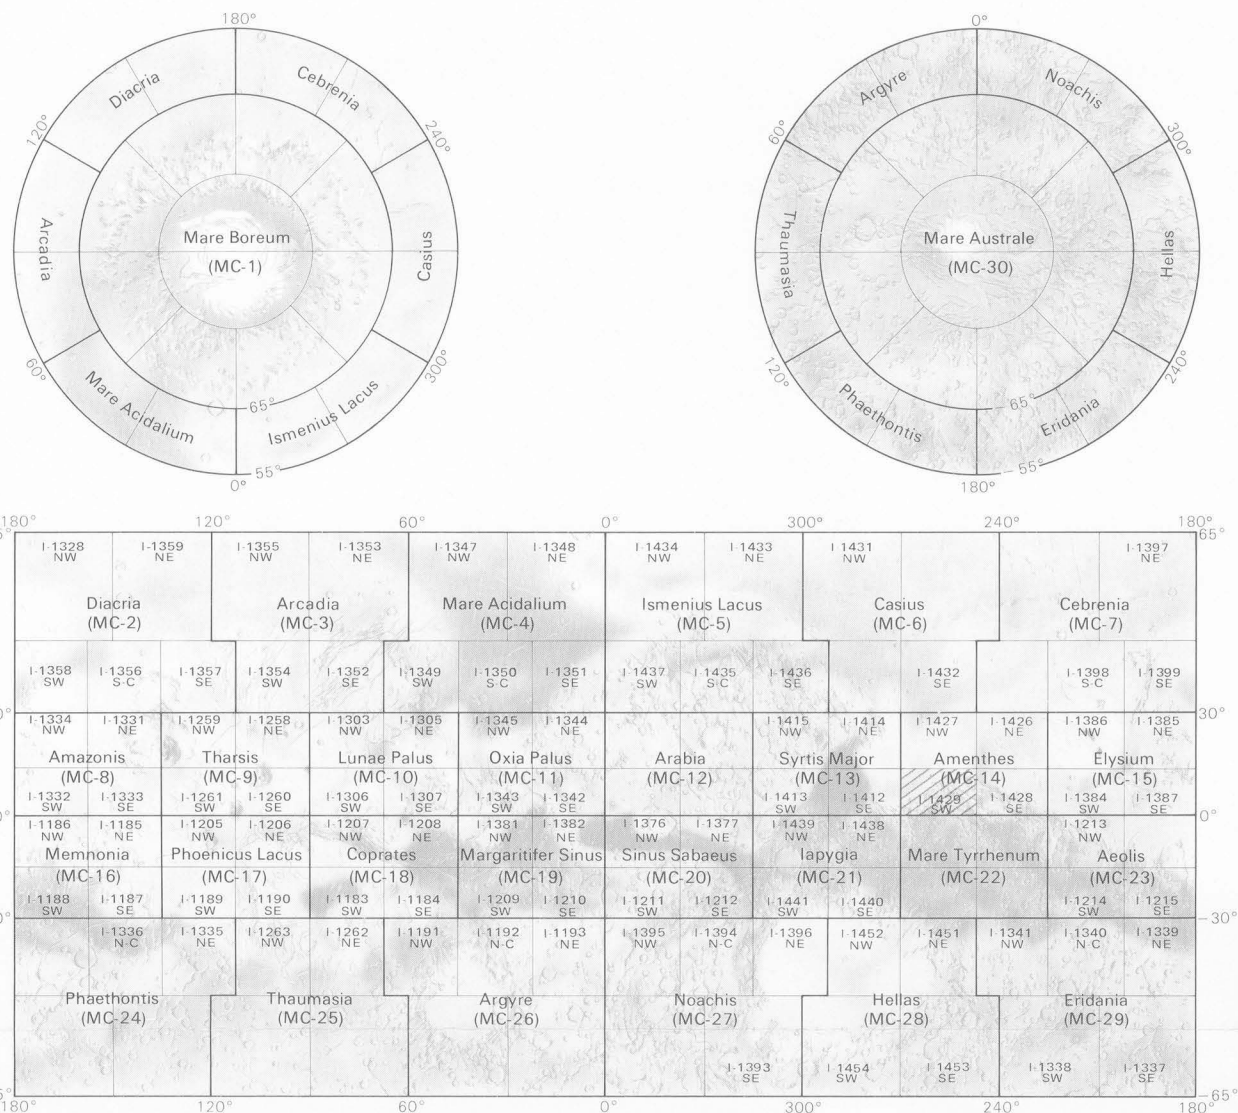 180°
Diacria
Cebrenia
120°
240°
Arcadia
Mare Boreum
(MC-1)
Casius
60°
300°
Mare Acidalium
Ismenius Lacus
65°
55°
0°
0°
Argyre
Noachis
60°
300°
Thaumasia
Mare Australe
(MC-30)
Hellas
120°
240°
Phaethontis
Eridania
-65°
-55°
180°
180° 120° 60° 0° 300° 240° 180°
65°
I-1328 I-1359 I-1355 I-1353 I-1347 I-1348 I-1434 I-1433 I-1431 I-1397
NW NE NW NE NW NE NW NE NW NE
Diacria Arcadia Mare Acidalium Ismenius Lacus Casius Cebrenia
(MC-2) (MC-3) (MC-4) (MC-5) (MC-6) (MC-7)
I-1358 I-1356 I-1357 I-1354 I-1352 I-1349 I-1350 I-1351 I-1437 I-1435 I-1436 I-1432 I-1398 I-1399
SW S-C SE SW SE SW S-C SE SW S-C SE SE S-C SE
30°
I-1334 I-1331 I-1259 I-1258 I-1303 I-1305 I-1345 I-1344 I-1415 I-1414 I-1427 I-1426 I-1386 I-1385
NW NE NW NE NW NE NW NE NW NE NW NE NW NE
Amazonis Tharsis Lunae Palus Oxia Palus Arabia Syrtis Major Amenthes Elysium
(MC-8) (MC-9) (MC-10) (MC-11) (MC-12) (MC-13) (MC-14) (MC-15)
I-1332 I-1333 I-1261 I-1260 I-1306 I-1307 I-1343 I-1342 I-1413 I-1412 I-1429 I-1428 I-1384 I-1387
SW SE SW SE SW SE SW SE SW SE SW SE SW SE
0°
I-1186 I-1185 I-1205 I-1206 I-1207 I-1208 I-1381 I-1382 I-1376 I-1377 I-1439 I-1438 I-1213
NW NE NW NE NW NE NW NE NW NE NW NE NW
Memnonia Phoenicus Lacus Coprates Margaritifer Sinus Sinus Sabaeus Iapygia Mare Tyrrhenum Aeolis
(MC-16) (MC-17) (MC-18) (MC-19) (MC-20) (MC-21) (MC-22) (MC-23)
I-1188 I-1187 I-1189 I-1190 I-1183 I-1184 I-1209 I-1210 I-1211 I-1212 I-1441 I-1440 I-1214 I-1215
SW SE SW SE SW SE SW SE SW SE SW SE SW SE
-30°
I-1336 I-1335 I-1263 I-1262 I-1191 I-1192 I-1193 I-1395 I-1394 I-1396 I-1452 I-1451 I-1341 I-1340 I-1339
N-C NE NW NE NW N-C NE NW N-C NE NW NE NW N-C NE
Phaethontis Thaumasia Argyre Noachis Hellas Eridania
(MC-24) (MC-25) (MC-26) (MC-27) (MC-28) (MC-29)
I-1393 I-1454 I-1453 I-1338 I-1337
SE SW SE SW SE
-65°
180° 120° 60° 0° 300° 240° 180°